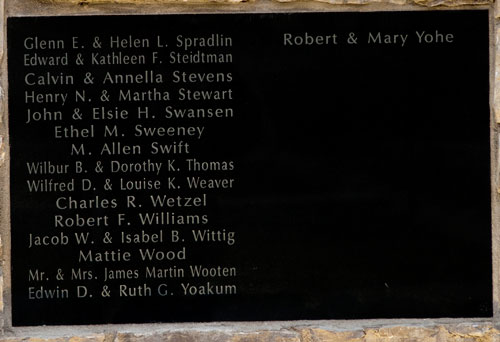 Glenn E. & Helen L. Spradlin
Edward & Kathleen F. Steidtman
Calvin & Annella Stevens
Henry N. & Martha Stewart
John & Elsie H. Swansen
Ethel M. Sweeney
M. Allen Swift
Wilbur B. & Dorothy K. Thomas
Wilfred D. & Louise K. Weaver
Charles R. Wetzel
Robert F. Williams
Jacob W. & Isabel B. Wittig
Mattie Wood
Mr. & Mrs. James Martin Wooten
Edwin D. & Ruth G. Yoakum
Robert & Mary Yohe